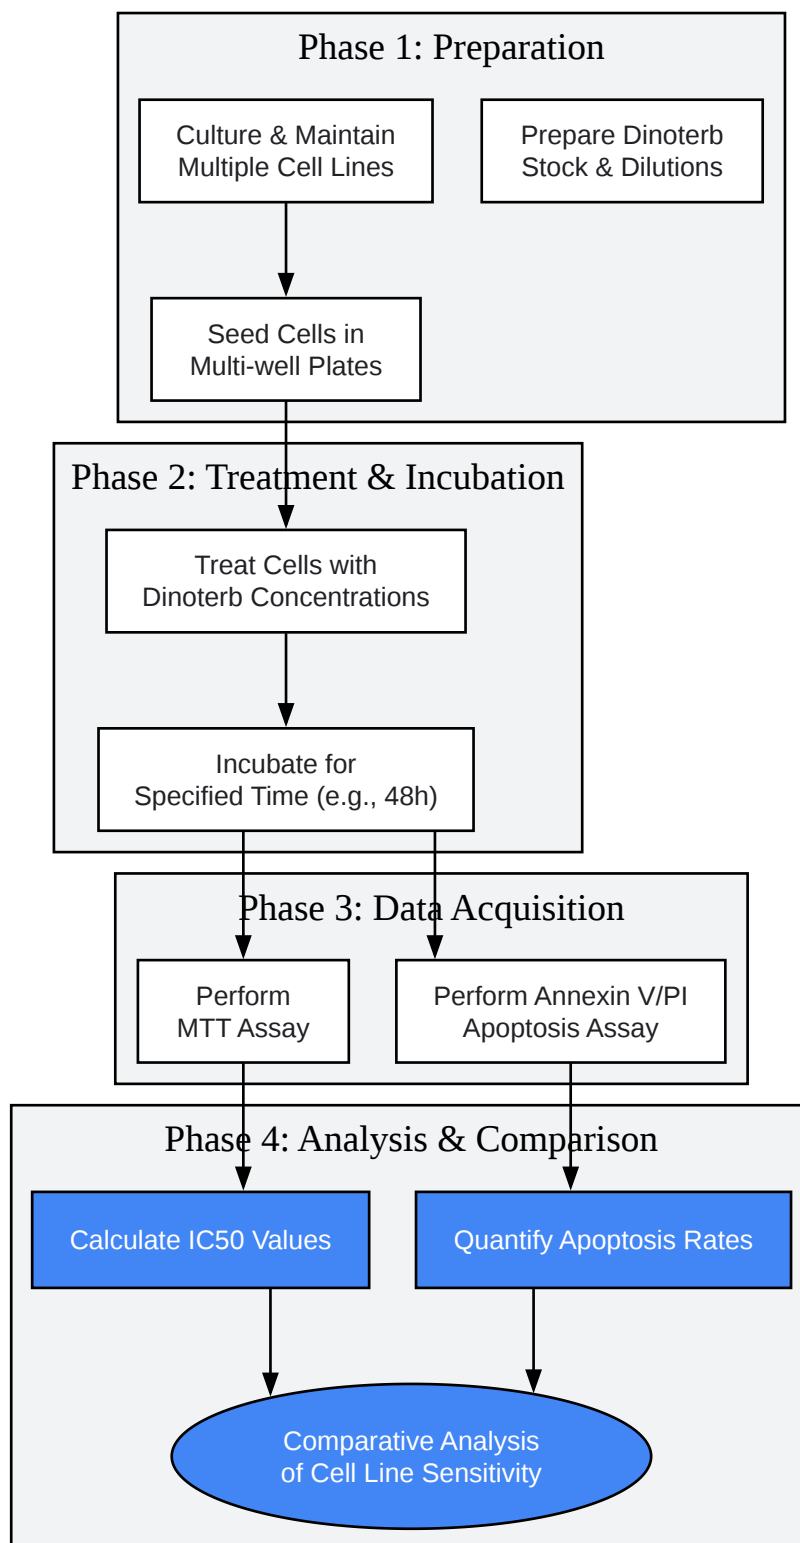 Phase 1: Preparation
Culture & Maintain
Multiple Cell Lines
Prepare Dinoterb
Stock & Dilutions
Seed Cells in
Multi-well Plates
Phase 2: Treatment & Incubation
Treat Cells with
Dinoterb Concentrations
Incubate for
Specified Time (e.g., 48h)
Phase 3: Data Acquisition
Perform
MTT Assay
Perform Annexin V/PI
Apoptosis Assay
Phase 4: Analysis & Comparison
Calculate IC50 Values
Quantify Apoptosis Rates
Comparative Analysis
of Cell Line Sensitivity